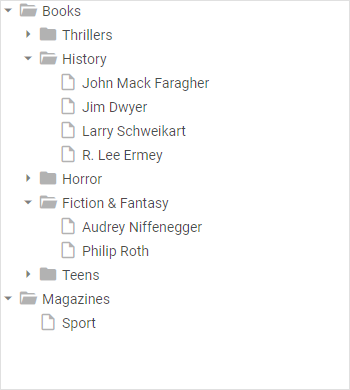 Books
Thrillers
History
John Mack Faragher
Jim Dwyer
Larry Schweikart
R. Lee Ermey
Horror
Fiction & Fantasy
Audrey Niffenegger
Philip Roth
Teens
Magazines
Sport